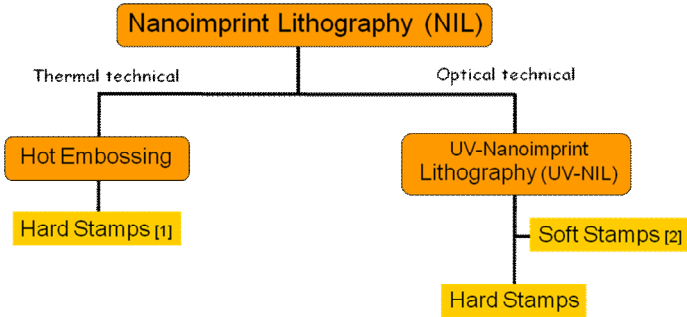 Nanoimprint Lithography (NIL)
Thermal technical
Optical technical
Hot Embossing
UV-Nanoimprint
Lithography (UV-NIL)
Hard Stamps [1]
Soft Stamps [2]
Hard Stamps